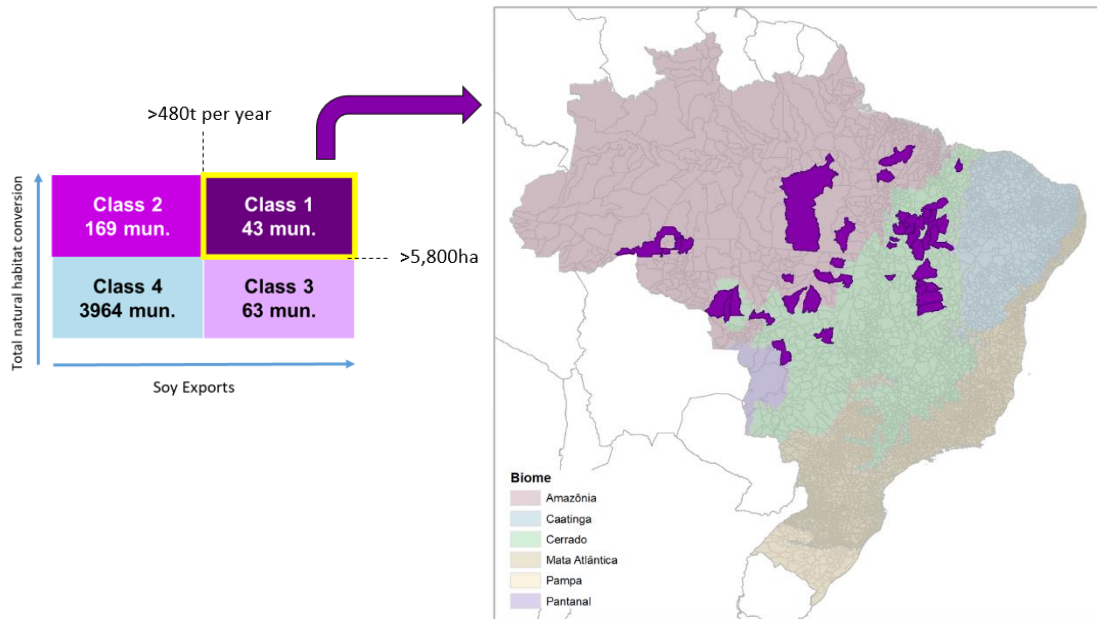 >480t per year
Total natural habitat conversion
Class 2
169 mun.
Class 1
43 mun.
>5,800ha
Class 4
3964 mun.
Class 3
63 mun.
Soy Exports
Biome
Amazônia
Caatinga
Cerrado
Mata Atlântica
Pampa
Pantanal